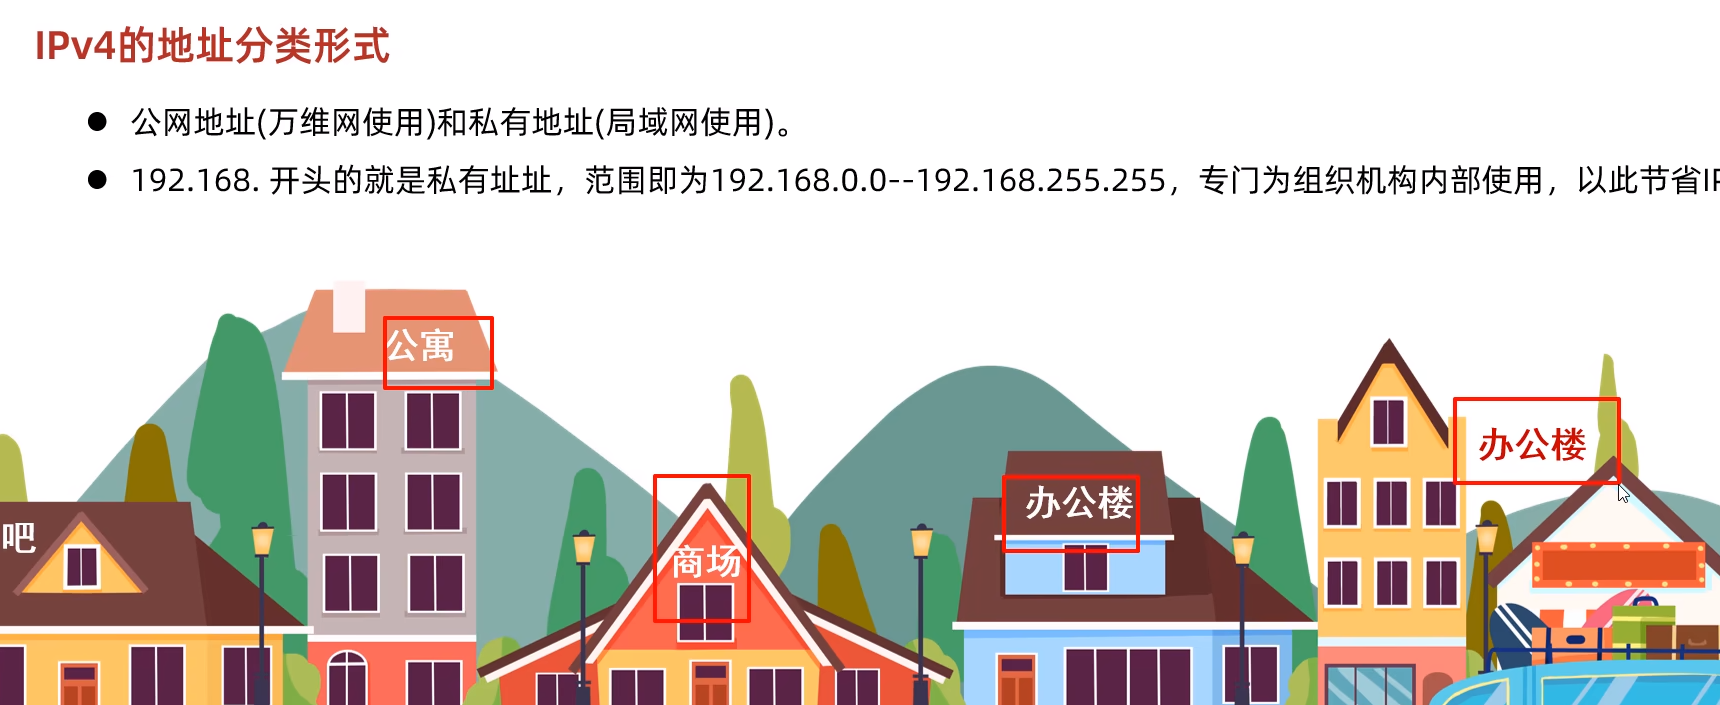 IPv4的地址分类形式
● 公网地址(万维网使用)和私有地址(局域网使用)。
● 192.168. 开头的就是私有址址，范围即为192.168.0.0--192.168.255.255，专门为组织机构内部使用，以此节省IP
公寓
办公楼
办公楼
吧
商场